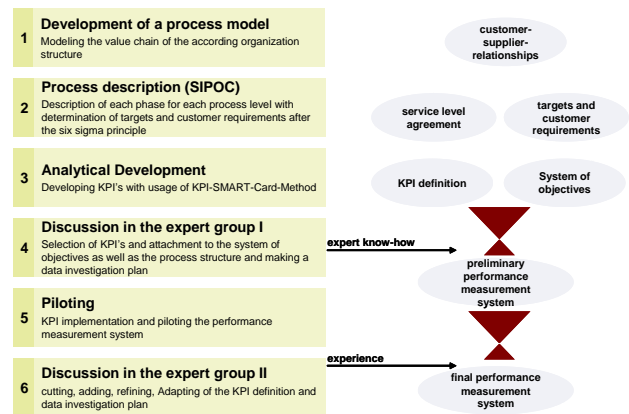 1
Development of a process model
Modeling the value chain of the according organization
structure
customer-
supplier-
relationships
2
Process description (SIPOC)
Description of each phase for each process level with
determination of targets and customer requirements after
the six sigma principle
service level
agreement
targets and
customer
requirements
3
Analytical Development
Developing KPI's with usage of KPI-SMART-Card-Method
KPI definition
System of
objectives
4
Discussion in the expert group I
Selection of KPI's and attachment to the system of
objectives as well as the process structure and making a
data investigation plan
expert know-how
preliminary
performance
measurement
system
5
Piloting
KPI implementation and piloting the performance
measurement system
6
Discussion in the expert group II
cutting, adding, refining, Adapting of the KPI definition and
data investigation plan
experience
final performance
measurement
system